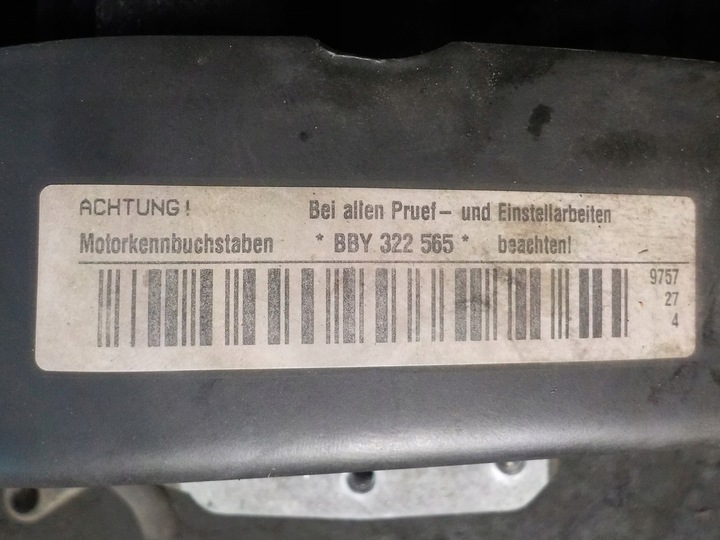 ACHTUNG! Bei allen Pruef- und Einstellarbeiten
Motorkennbuchstaben * BBY 322 565 * beachten!
9757
27
4